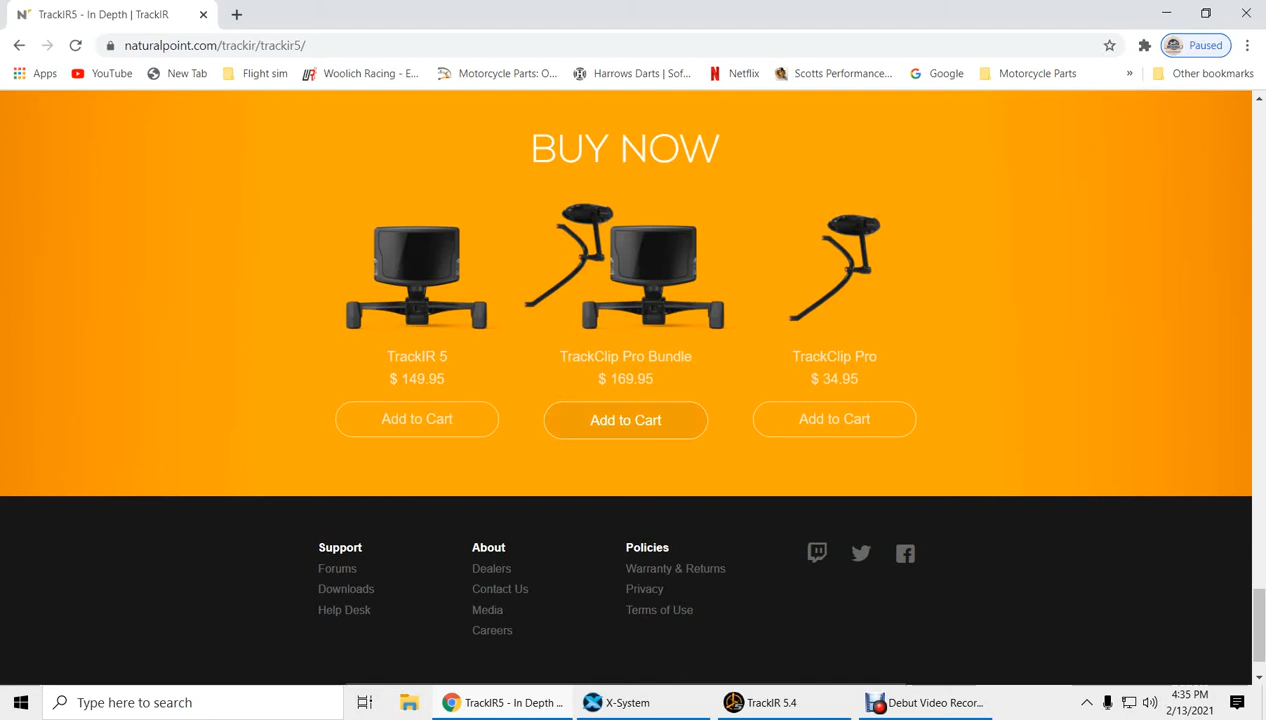 TrackIR5 - In Depth | TrackIR
naturalpoint.com/trackir/trackir5/
Paused
Apps
YouTube
New Tab
Flight sim
Woolich Racing - E...
Motorcycle Parts: O...
Harrows Darts | Sof...
Netflix
Scotts Performance...
Google
Motorcycle Parts
»
Other bookmarks
BUY NOW
TrackIR 5
$ 149.95
Add to Cart
TrackClip Pro Bundle
$ 169.95
Add to Cart
TrackClip Pro
$ 34.95
Add to Cart
Support
Forums
Downloads
Help Desk
About
Dealers
Contact Us
Media
Careers
Policies
Warranty & Returns
Privacy
Terms of Use
Type here to search
TrackIR5 - In Depth ...
X-System
TrackIR 5.4
Debut Video Recor...
4:35 PM
2/13/2021